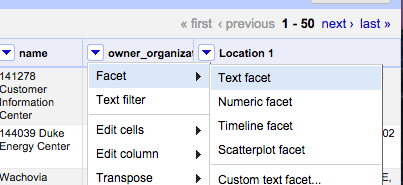 « first ‹ previous 1 - 50 next › last »
name owner_organizat Location 1
141278
Customer
Information
Center
144039 Duke
Energy Center
Wachovia
Facet
Text filter
Edit cells
Edit column
Transpose
Text facet
Numeric facet
Timeline facet
Scatterplot facet
Custom text facet...
02